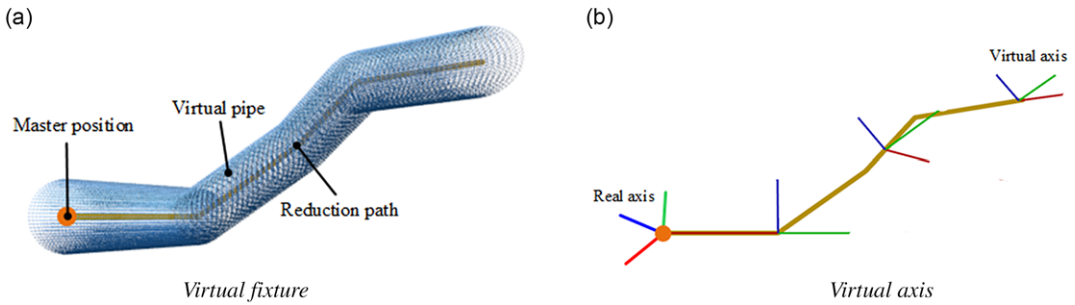 (a)
Master position
Virtual pipe
Reduction path
Virtual fixture
(b)
Virtual axis
Real axis
Virtual axis